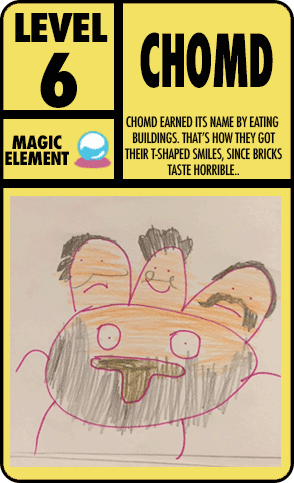 LEVEL
6
CHOMD
MAGIC
ELEMENT
CHOMD EARNED ITS NAME BY EATING
BUILDINGS. THAT'S HOW THEY GOT
THEIR T-SHAPED SMILES, SINCE BRICKS
TASTE HORRIBLE..